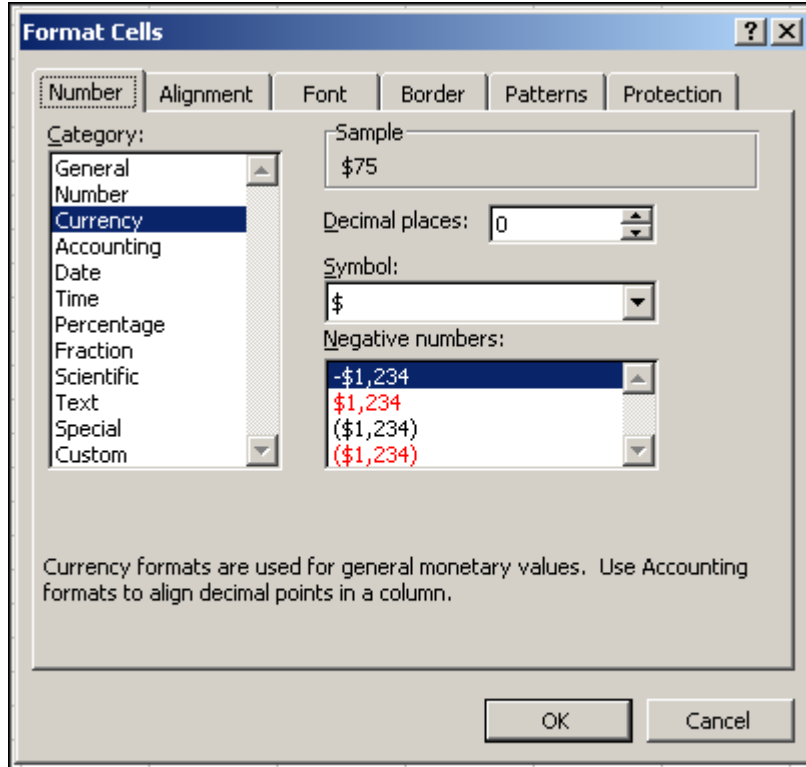 Format Cells
Number Alignment Font Border Patterns Protection
Category:
General
Number
Currency
Accounting
Date
Time
Percentage
Fraction
Scientific
Text
Special
Custom
Sample
$75
Decimal places: 0
Symbol:
$
Negative numbers:
-$1,234
$1,234
($1,234)
($1,234)
Currency formats are used for general monetary values. Use Accounting
formats to align decimal points in a column.
OK Cancel